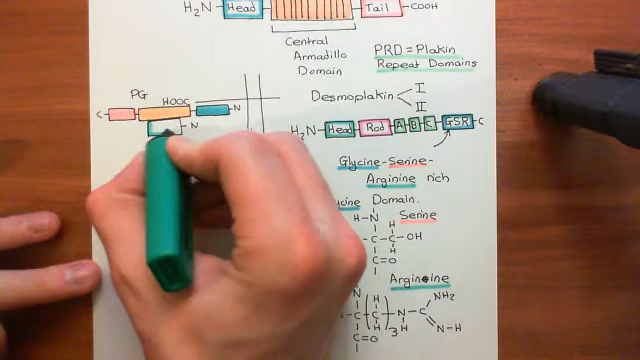 H₂N Head Tail COOH
Central
Armadillo
Domain
PRD = Plakin
Repeat Domains
PG
HOOC
C N
N
Desmoplakin I
II
H₂N Head Rod A B C GSR C
Glycine-Serine-
Arginine rich
Domain.
Serine
H-N
H
C-C-OH
H
C=O
Arginine
N H NH₂
C C N C
H H N-H
3
C=O